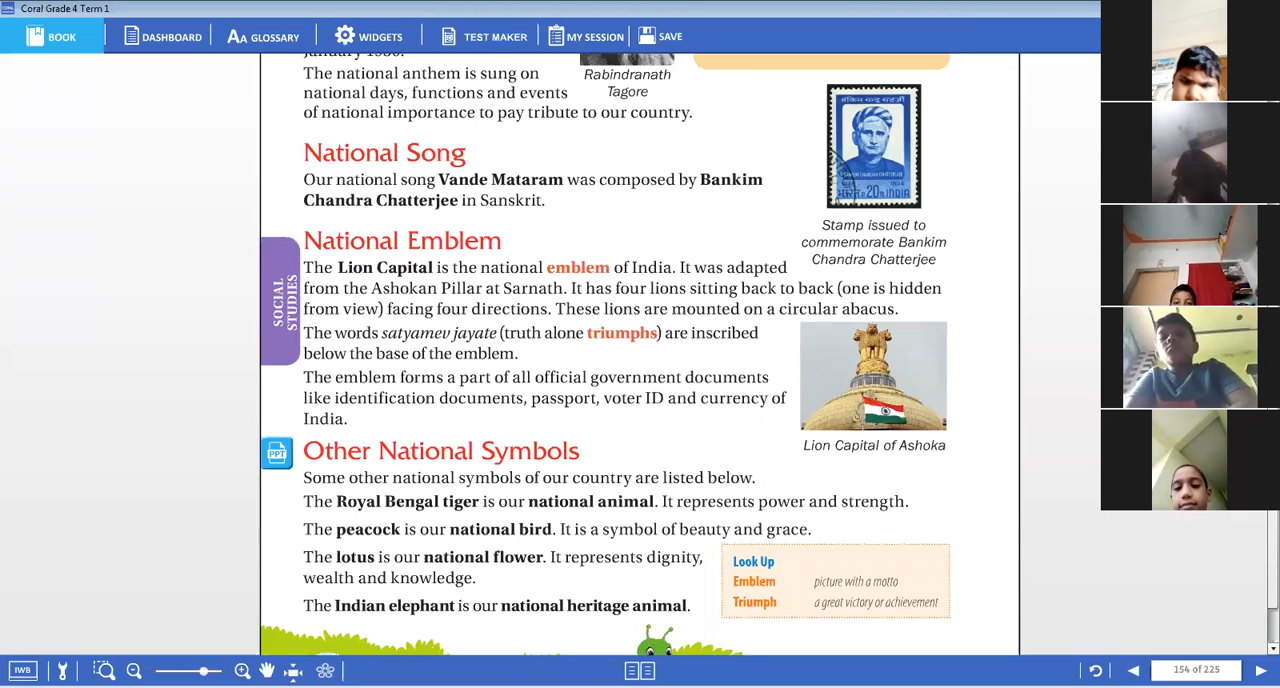 Coral Grade 4 Term 1
BOOK
DASHBOARD
AA GLOSSARY
WIDGETS
TEST MAKER
MY SESSION
SAVE
The national anthem is sung on
national days, functions and events
of national importance to pay tribute to our country.
Rabindranath
Tagore
National Song
Our national song Vande Mataram was composed by Bankim
Chandra Chatterjee in Sanskrit.
Stamp issued to
commemorate Bankim
Chandra Chatterjee
SOCIAL
STUDIES
National Emblem
The Lion Capital is the national emblem of India. It was adapted
from the Ashokan Pillar at Sarnath. It has four lions sitting back to back (one is hidden
from view) facing four directions. These lions are mounted on a circular abacus.
The words satyamev jayate (truth alone triumphs) are inscribed
below the base of the emblem.
The emblem forms a part of all official government documents
like identification documents, passport, voter ID and currency of
India.
Lion Capital of Ashoka
PPT
Other National Symbols
Some other national symbols of our country are listed below.
The Royal Bengal tiger is our national animal. It represents power and strength.
The peacock is our national bird. It is a symbol of beauty and grace.
The lotus is our national flower. It represents dignity,
wealth and knowledge.
The Indian elephant is our national heritage animal.
Look Up
Emblem picture with a motto
Triumph a great victory or achievement
IWB
154 of 225